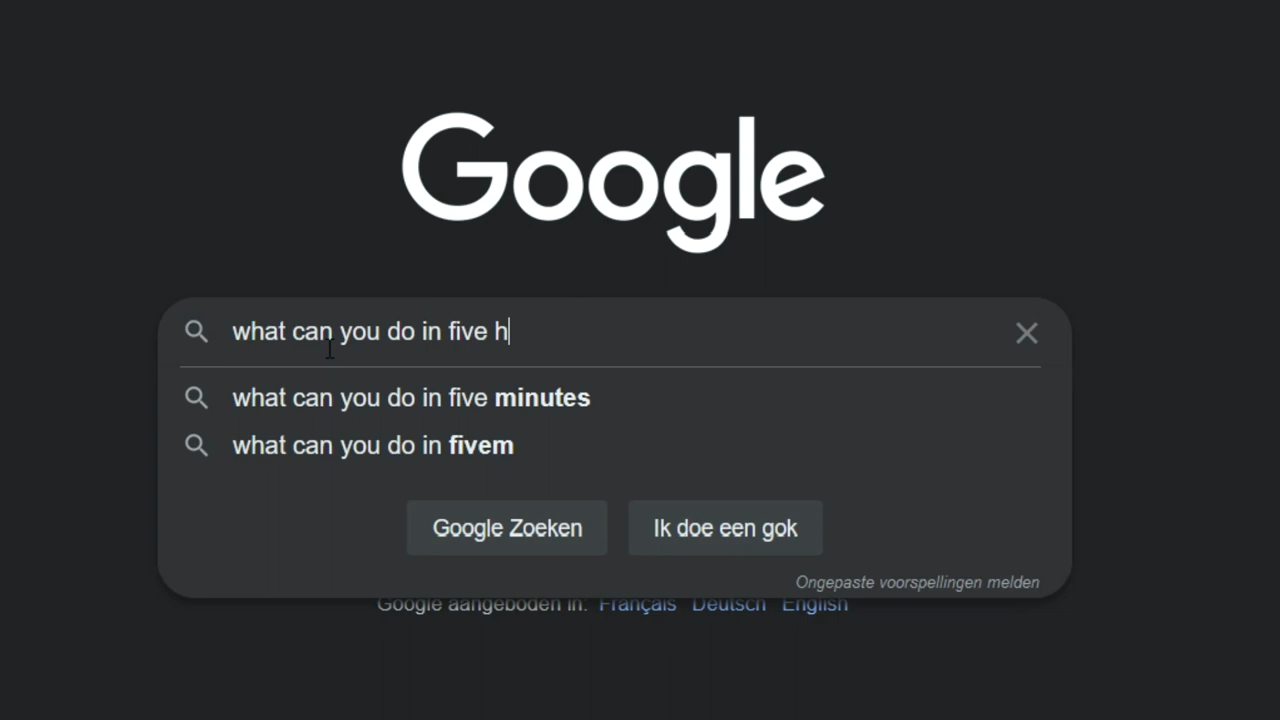 Google
what can you do in five h
what can you do in five minutes
what can you do in fivem
Google Zoeken Ik doe een gok
Ongepaste voorspellingen melden
Google aangeboden in: Français Deutsch English